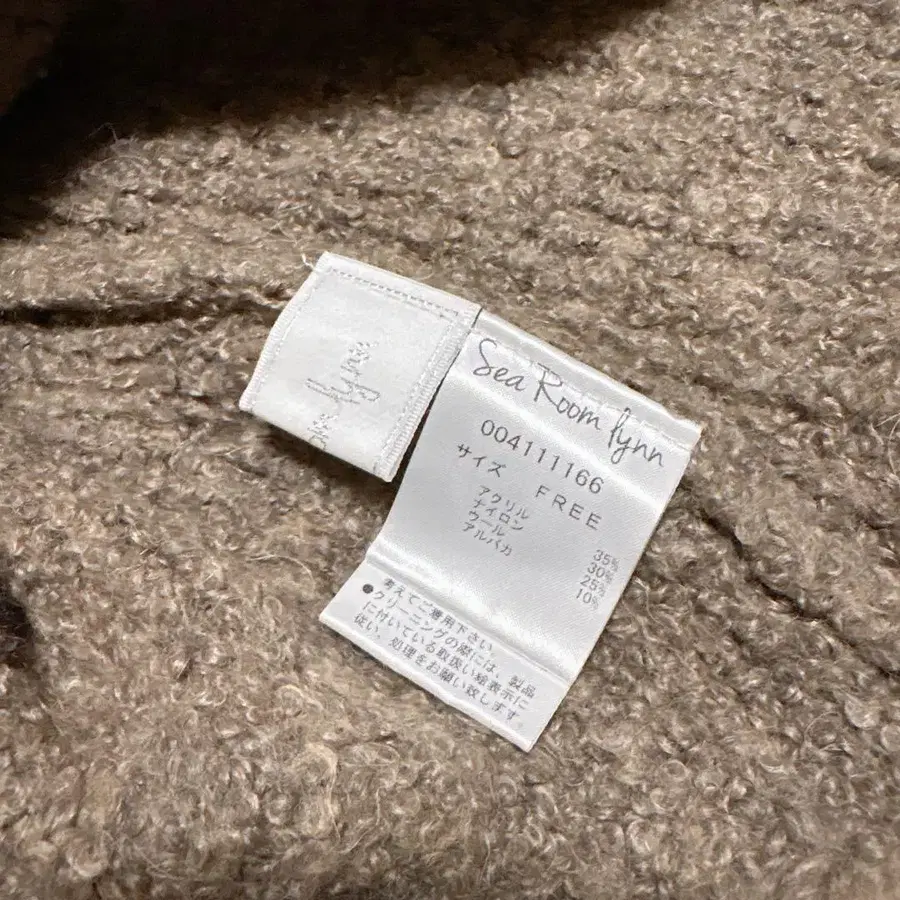 lynn
Sea Room lynn
004111166
サイズ FREE
アクリル 35%
ナイロン 30%
ウール 25%
アルパカ 10%
考えてご着用下さい。
●クリーニングの際には、製品
に付いている取扱い絵表示に
従い、処理をお願い致します。